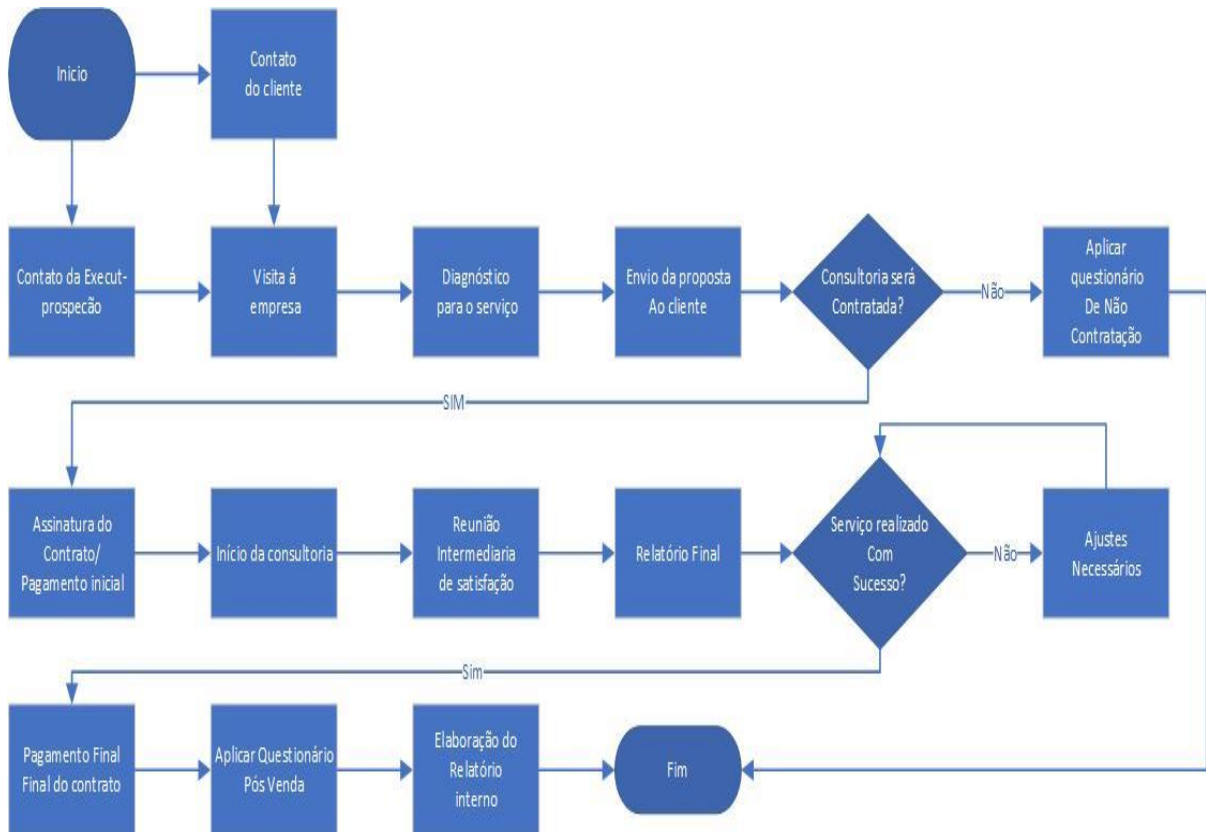 Inicio
Contato
do cliente
Contato da Execut-
prospecão
Visita á
empresa
Diagnóstico
para o serviço
Envio da proposta
Ao cliente
Consultoria será
Contratada?
Não
Aplicar
questionário
De Não
Contratação
SIM
Assinatura do
Contrato/
Pagamento inicial
Início da consultoria
Reunião
Intermediaria
de satisfação
Relatório Final
Serviço realizado
Com
Sucesso?
Não
Ajustes
Necessários
Sim
Pagamento Final
Final do contrato
Aplicar Questionário
Pós Venda
Elaboração do
Relatório
interno
Fim